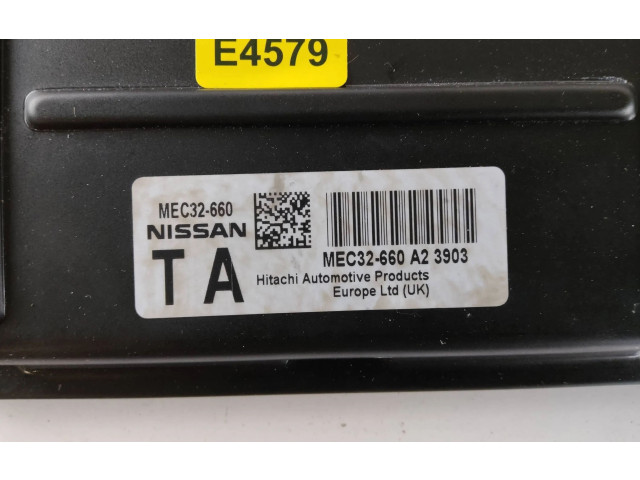 E4579
MEC32-660
NISSAN
TA
MEC32-660 A2 3903
Hitachi Automotive Products
Europe Ltd (UK)